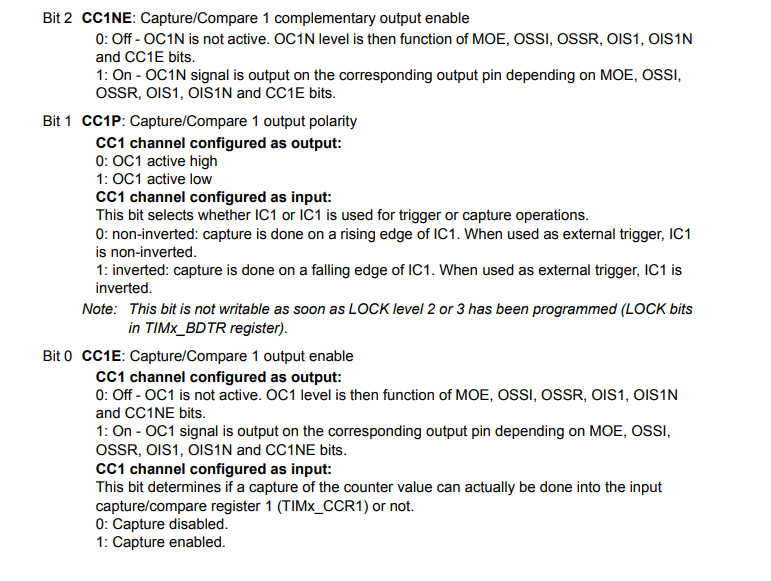 Bit 2 CC1NE: Capture/Compare 1 complementary output enable
0: Off - OC1N is not active. OC1N level is then function of MOE, OSSI, OSSR, OIS1, OIS1N
and CC1E bits.
1: On - OC1N signal is output on the corresponding output pin depending on MOE, OSSI,
OSSR, OIS1, OIS1N and CC1E bits.
Bit 1 CC1P: Capture/Compare 1 output polarity
CC1 channel configured as output:
0: OC1 active high
1: OC1 active low
CC1 channel configured as input:
This bit selects whether IC1 or IC1 is used for trigger or capture operations.
0: non-inverted: capture is done on a rising edge of IC1. When used as external trigger, IC1
is non-inverted.
1: inverted: capture is done on a falling edge of IC1. When used as external trigger, IC1 is
inverted.
Note: This bit is not writable as soon as LOCK level 2 or 3 has been programmed (LOCK bits
in TIMx_BDTR register).
Bit 0 CC1E: Capture/Compare 1 output enable
CC1 channel configured as output:
0: Off - OC1 is not active. OC1 level is then function of MOE, OSSI, OSSR, OIS1, OIS1N
and CC1NE bits.
1: On - OC1 signal is output on the corresponding output pin depending on MOE, OSSI,
OSSR, OIS1, OIS1N and CC1NE bits.
CC1 channel configured as input:
This bit determines if a capture of the counter value can actually be done into the input
capture/compare register 1 (TIMx_CCR1) or not.
0: Capture disabled.
1: Capture enabled.